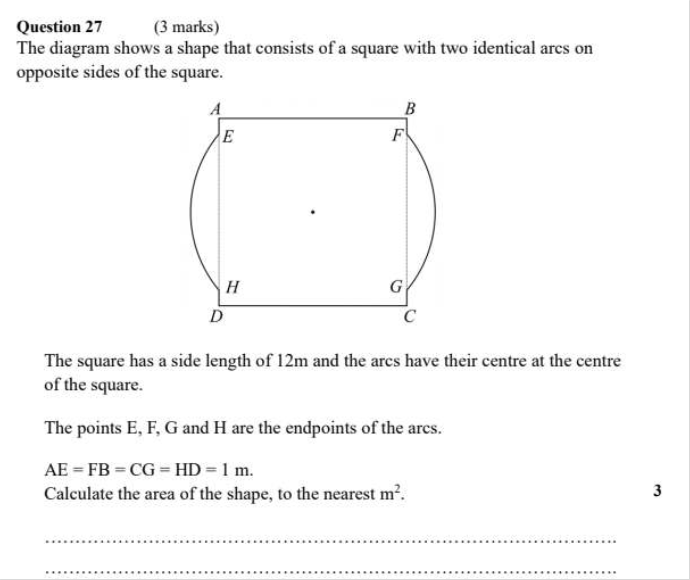 Question 27 (3 marks)
The diagram shows a shape that consists of a square with two identical arcs on
opposite sides of the square.
A B
E F
H G
D C
The square has a side length of 12m and the arcs have their centre at the centre
of the square.
The points E, F, G and H are the endpoints of the arcs.
AE = FB = CG = HD = 1 m.
Calculate the area of the shape, to the nearest m². 3